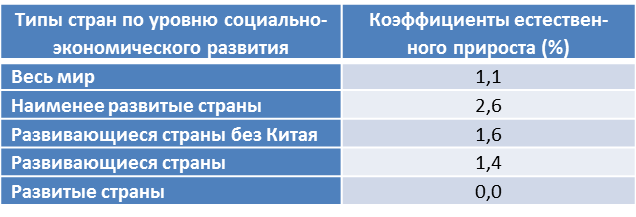 Типы стран по уровню социально-
экономического развития
Коэффициенты естествен-
ного прироста (%)
Весь мир 1,1
Наименее развитые страны 2,6
Развивающиеся страны без Китая 1,6
Развивающиеся страны 1,4
Развитые страны 0,0